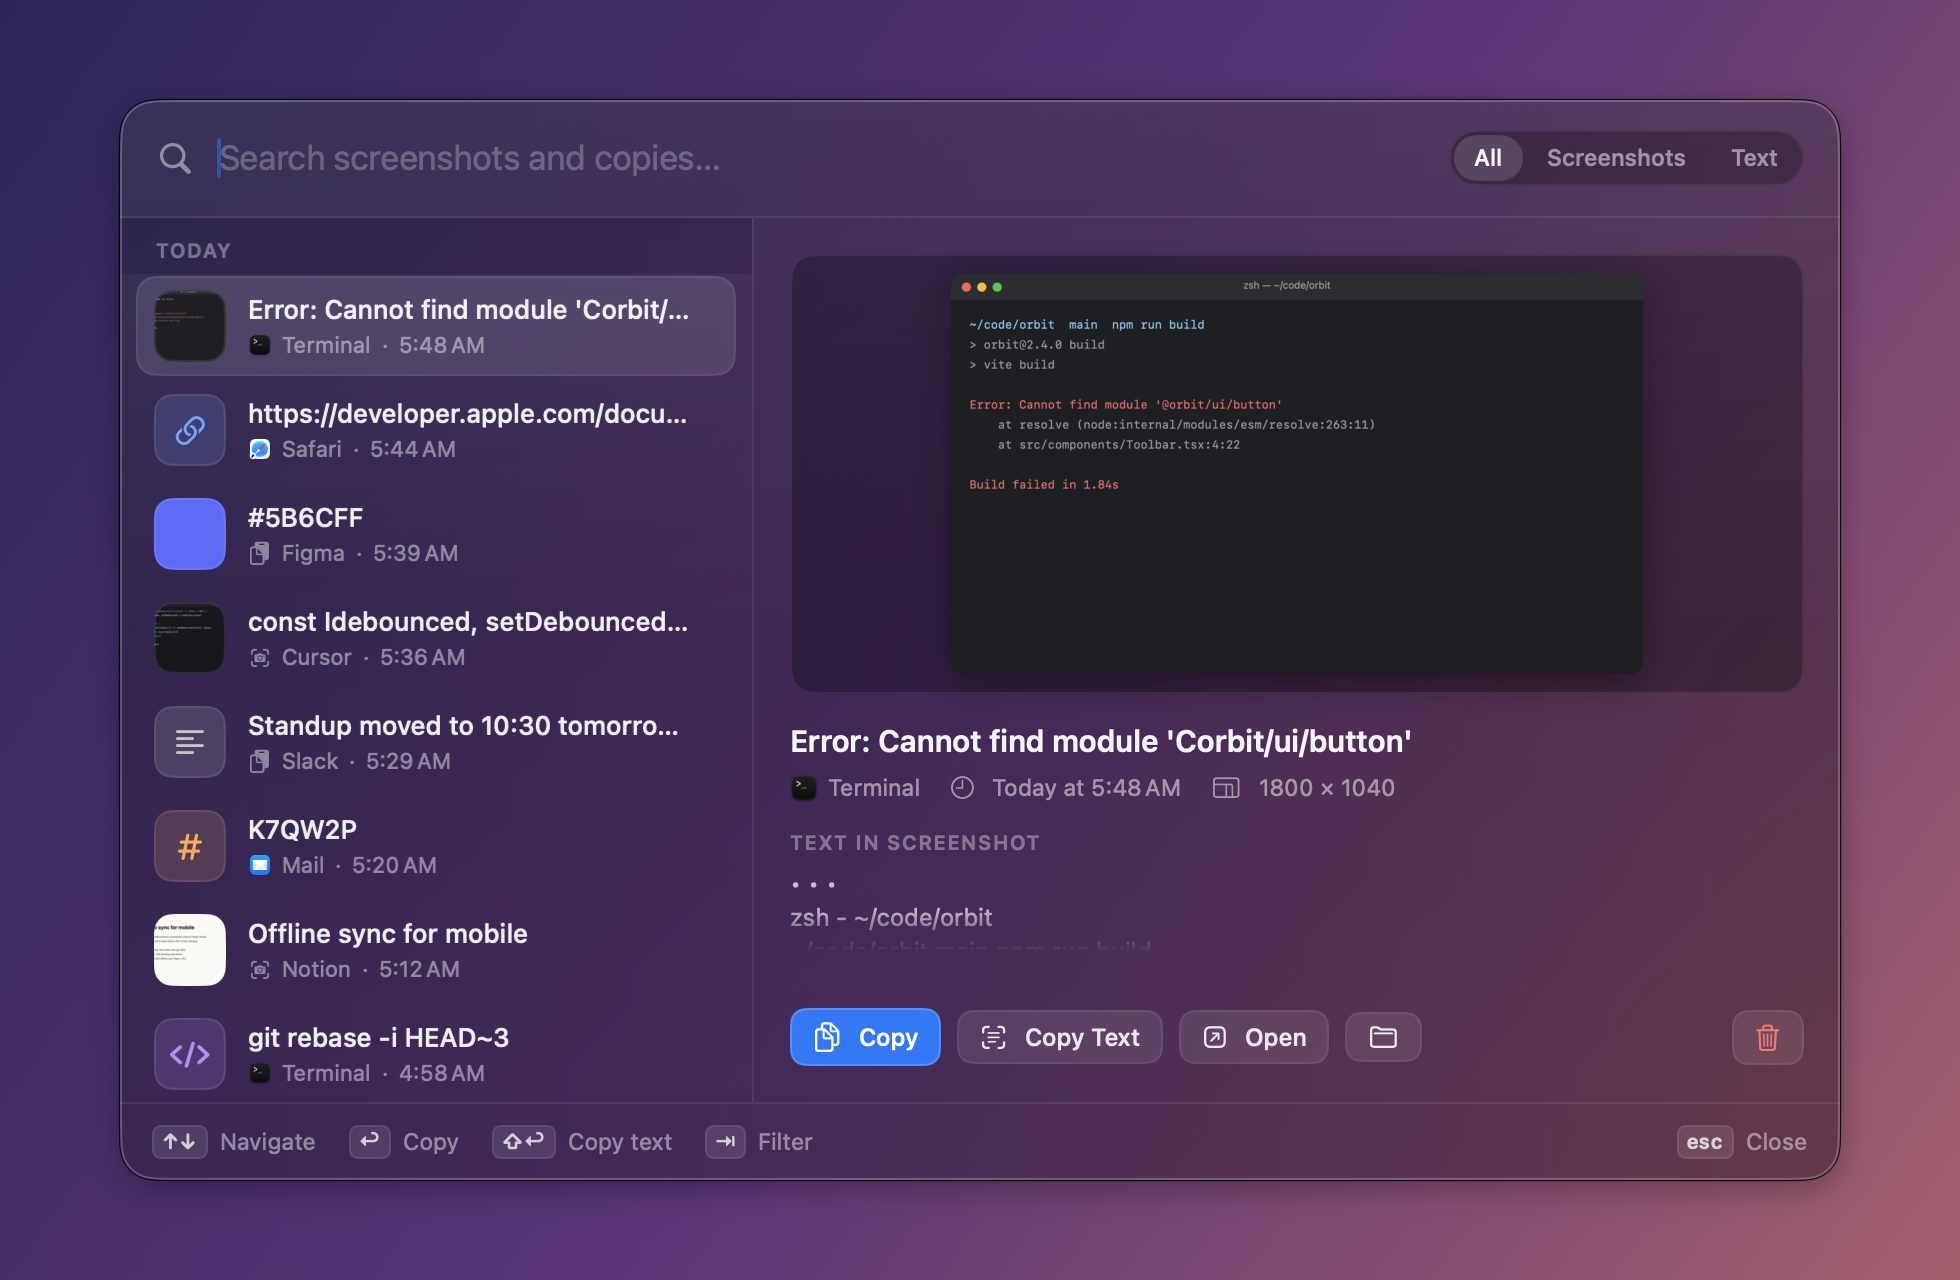 Search screenshots and copies...
All Screenshots Text
TODAY
Error: Cannot find module 'Corbit/...
Terminal · 5:48 AM
https://developer.apple.com/docu...
Safari · 5:44 AM
#5B6CFF
Figma · 5:39 AM
const Idebounced, setDebounced...
Cursor · 5:36 AM
Standup moved to 10:30 tomorro...
Slack · 5:29 AM
#
K7QW2P
Mail · 5:20 AM
Offline sync for mobile
Notion · 5:12 AM
</>
git rebase -i HEAD~3
Terminal · 4:58 AM
zsh — ~/code/orbit
~/code/orbit main npm run build
> orbit@2.4.0 build
> vite build
Error: Cannot find module '@orbit/ui/button'
at resolve (node:internal/modules/esm/resolve:263:11)
at src/components/Toolbar.tsx:4:22
Build failed in 1.84s
Error: Cannot find module 'Corbit/ui/button'
Terminal Today at 5:48 AM 1800 × 1040
TEXT IN SCREENSHOT
• • •
zsh - ~/code/orbit
/code/orbit main npm run build
Copy Copy Text Open
↑↓ Navigate ↩ Copy ⇧↩ Copy text ⇥ Filter
esc Close